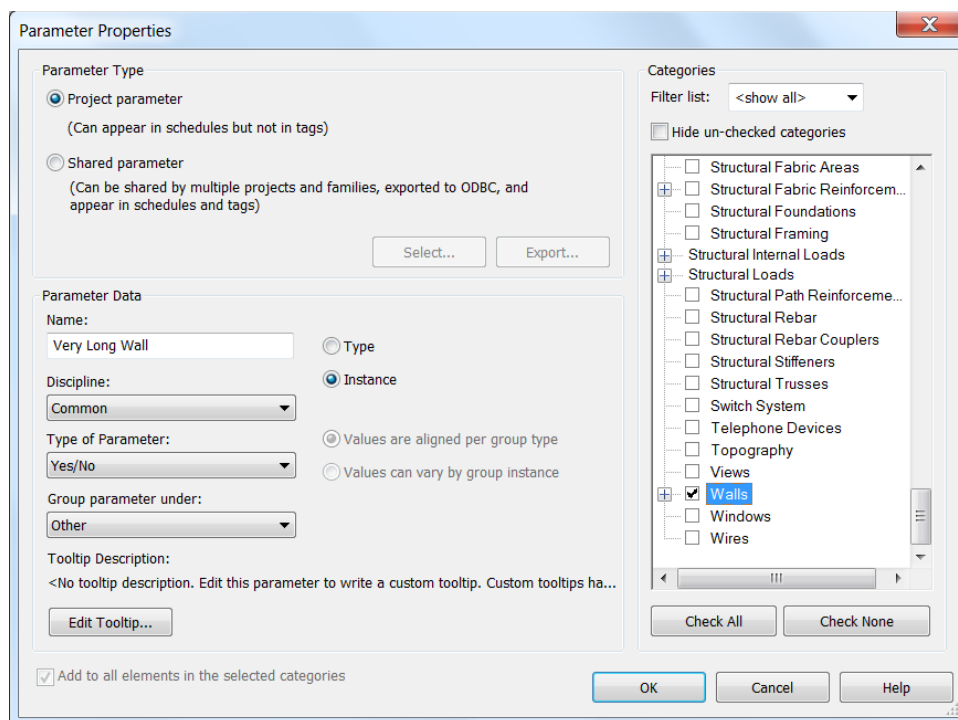 Parameter Properties
Parameter Type
Project parameter
(Can appear in schedules but not in tags)
Shared parameter
(Can be shared by multiple projects and families, exported to ODBC, and
appear in schedules and tags)
Select...
Export...
Parameter Data
Name:
Very Long Wall
Type
Discipline:
Instance
Common
Type of Parameter:
Values are aligned per group type
Yes/No
Values can vary by group instance
Group parameter under:
Other
Tooltip Description:
<No tooltip description. Edit this parameter to write a custom tooltip. Custom tooltips ha...
Edit Tooltip...
Add to all elements in the selected categories
Categories
Filter list:
<show all>
Hide un-checked categories
Structural Fabric Areas
Structural Fabric Reinforcem...
Structural Foundations
Structural Framing
Structural Internal Loads
Structural Loads
Structural Path Reinforceme...
Structural Rebar
Structural Rebar Couplers
Structural Stiffeners
Structural Trusses
Switch System
Telephone Devices
Topography
Views
Walls
Windows
Wires
Check All
Check None
OK
Cancel
Help